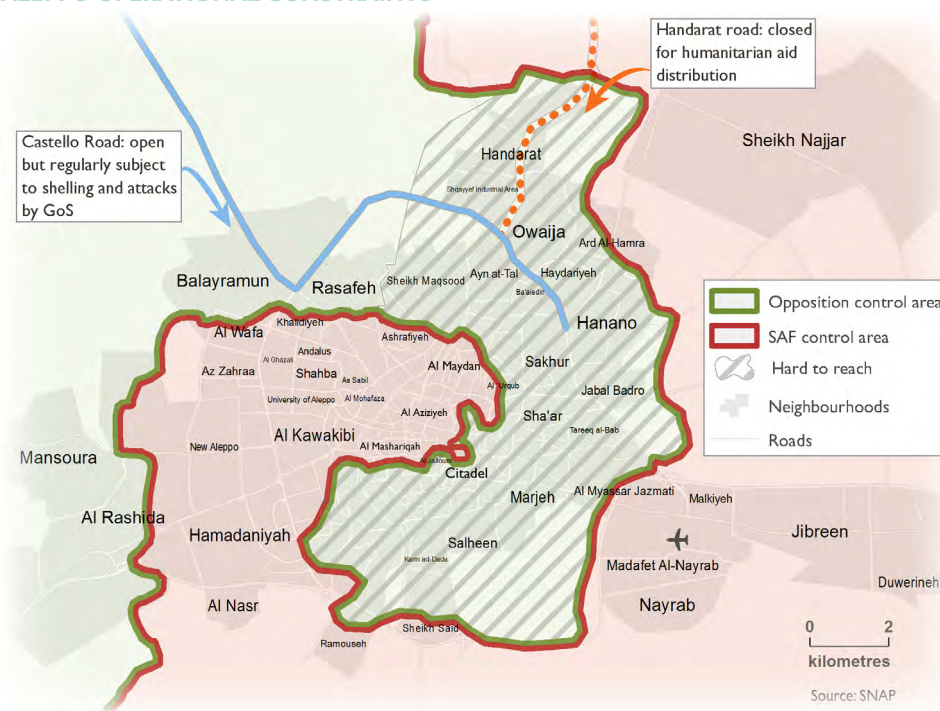 Handarat road: closed
for humanitarian aid
distribution
Sheikh Najjar
Castello Road: open
but regularly subject
to shelling and attacks
by GoS
Handarat
Shqayyef Industrial Area
Owaija
Ard Al-Hamra
Balayramun
Rasafeh
Sheikh Maqsood
Ayn at-Tal
Haydariyeh
Ba'aiedin
Hanano
Opposition control area
SAF control area
Hard to reach
Neighbourhoods
Roads
Al Wafa
Khalidiyeh
Ashrafiyeh
Andalus
Al Ghazali
Az Zahraa
Shahba
As Sabil
Al Maydan
Sakhur
Al 'Urqub
Jabal Badro
University of Aleppo
Al Mohafaza
Al Aziziyeh
Sha'ar
Tareeq al-Bab
Al Kawakibi
New Aleppo
Al Mashariqah
Al Jalloum
Citadel
Mansoura
Marjeh
Al Myassar Jazmati
Malkiyeh
Al Rashida
Hamadaniyah
Salheen
Jibreen
Karm ad-Dada
Madafet Al-Nayrab
Duwerineh
Al Nasr
Nayrab
Sheikh Said
Ramouseh
0 2
kilometres
Source: SNAP